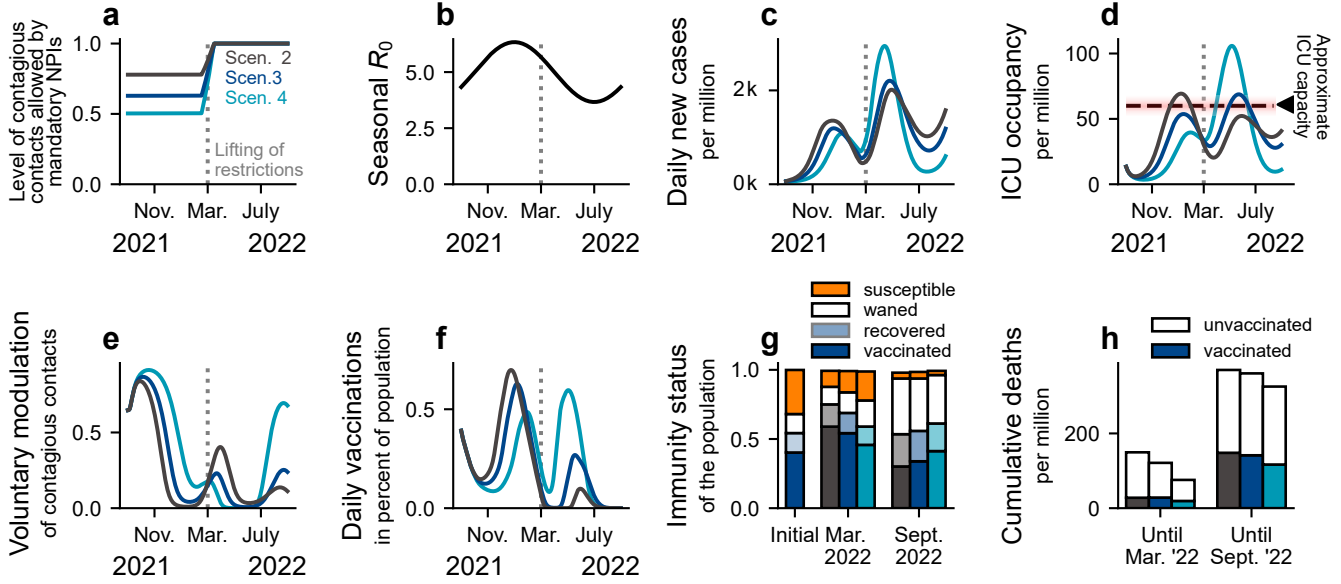 a
Level of contagious
contacts allowed by
mandatory NPIs
1.0
0.5
0.0
Scen. 2
Scen.3
Scen. 4
Lifting of
restrictions
Nov. Mar. July
2021 2022
b
Seasonal R0
5.0
2.5
0.0
Nov. Mar. July
2021 2022
c
Daily new cases
per million
2k
0k
Nov. Mar. July
2021 2022
d
ICU occupancy
per million
100
50
0
Approximate
ICU capacity
Nov. Mar. July
2021 2022
e
Voluntary modulation
of contagious contacts
0.5
0.0
Nov. Mar. July
2021 2022
f
Daily vaccinations
in percent of population
0.5
0.0
Nov. Mar. July
2021 2022
g
susceptible
waned
recovered
vaccinated
Immunity status
of the population
1.0
0.5
0.0
Initial Mar. Sept.
2022 2022
h
unvaccinated
vaccinated
Cumulative deaths
per million
200
0
Until Until
Mar. '22 Sept. '22